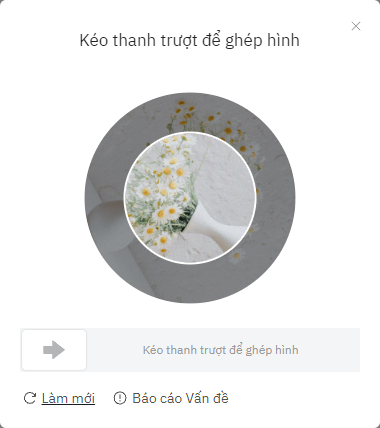 Kéo thanh trượt để ghép hình
Kéo thanh trượt để ghép hình
Làm mới
Báo cáo Vấn đề